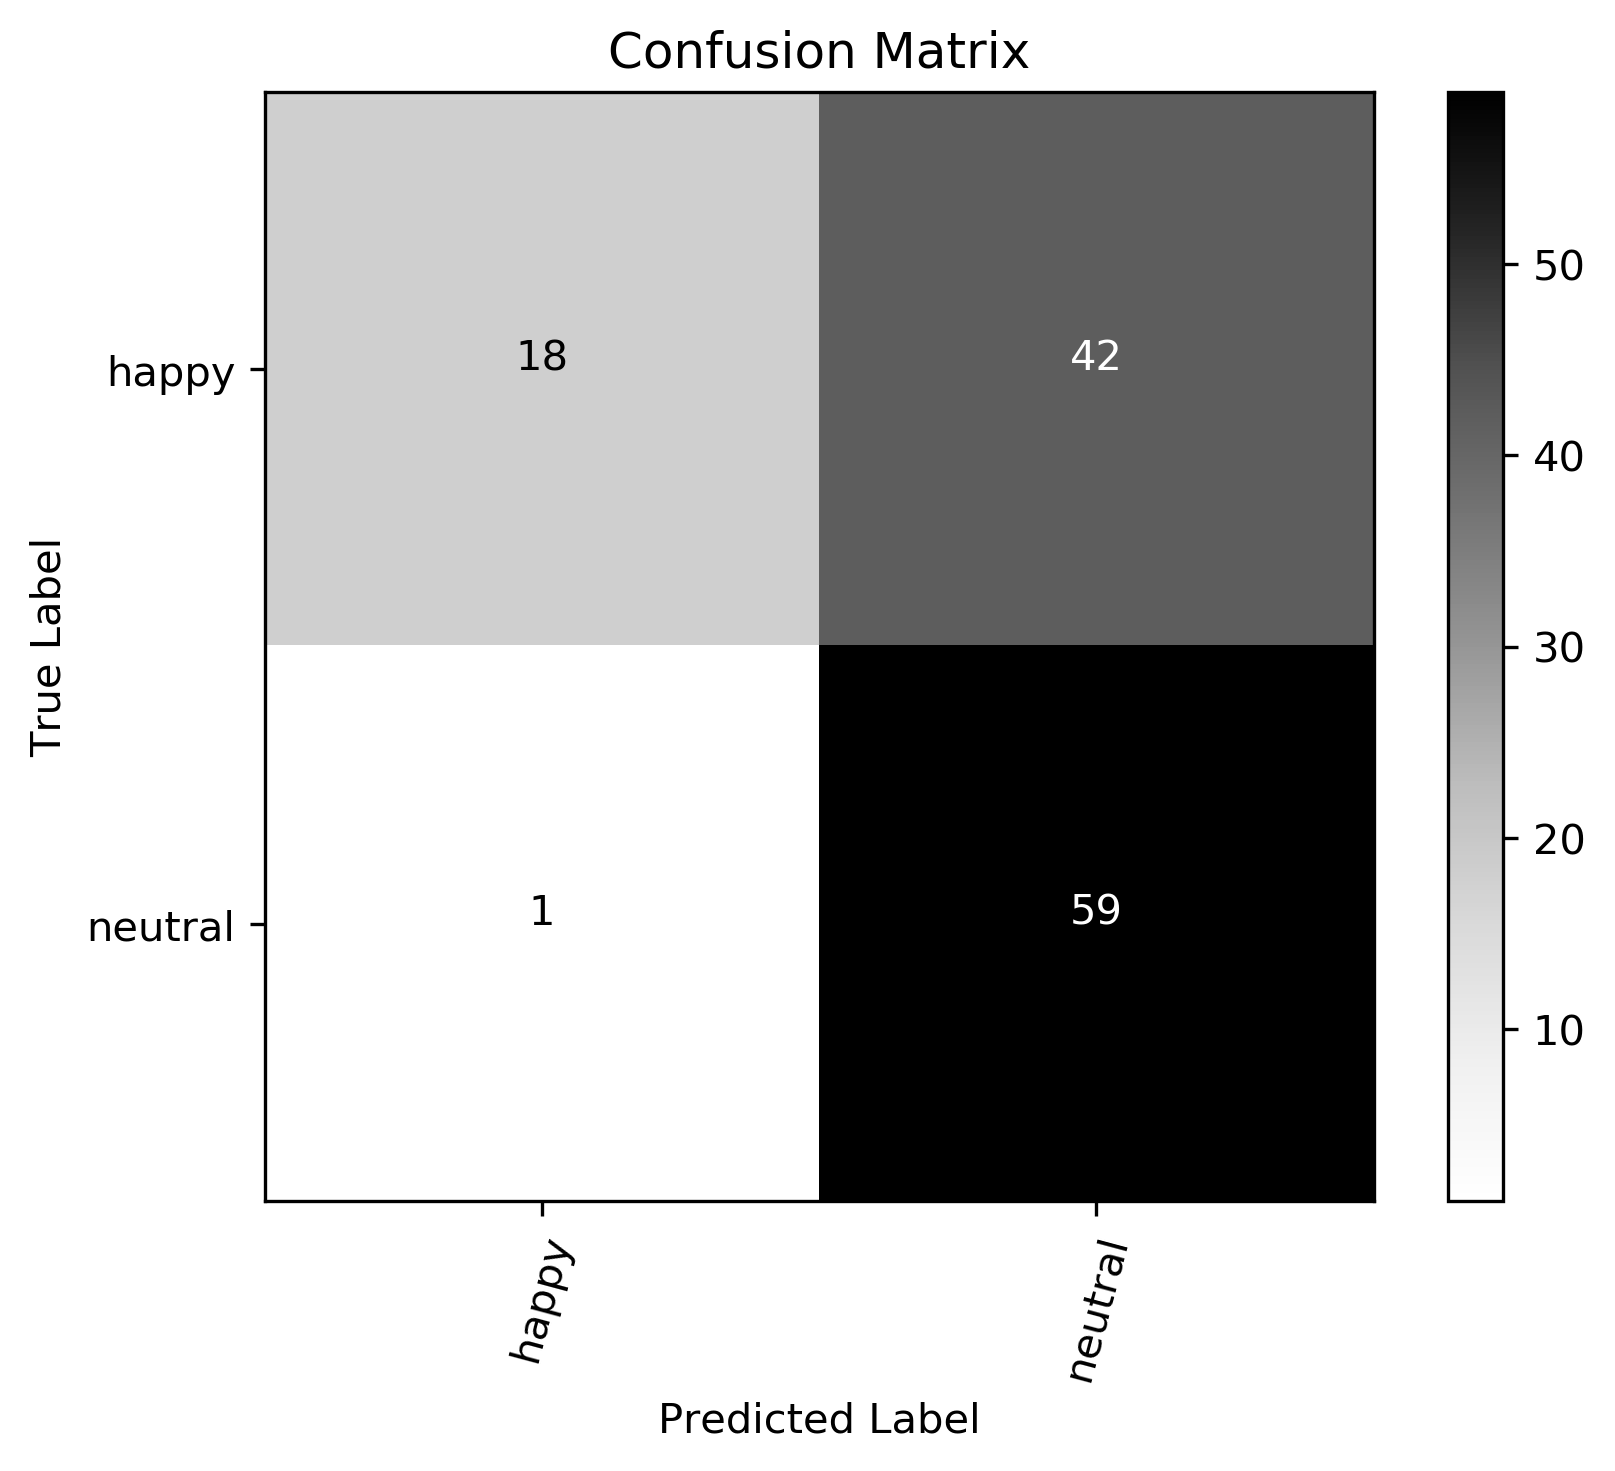 Confusion Matrix
True Label
happy
neutral
18
42
1
59
happy
neutral
Predicted Label
50
40
30
20
10